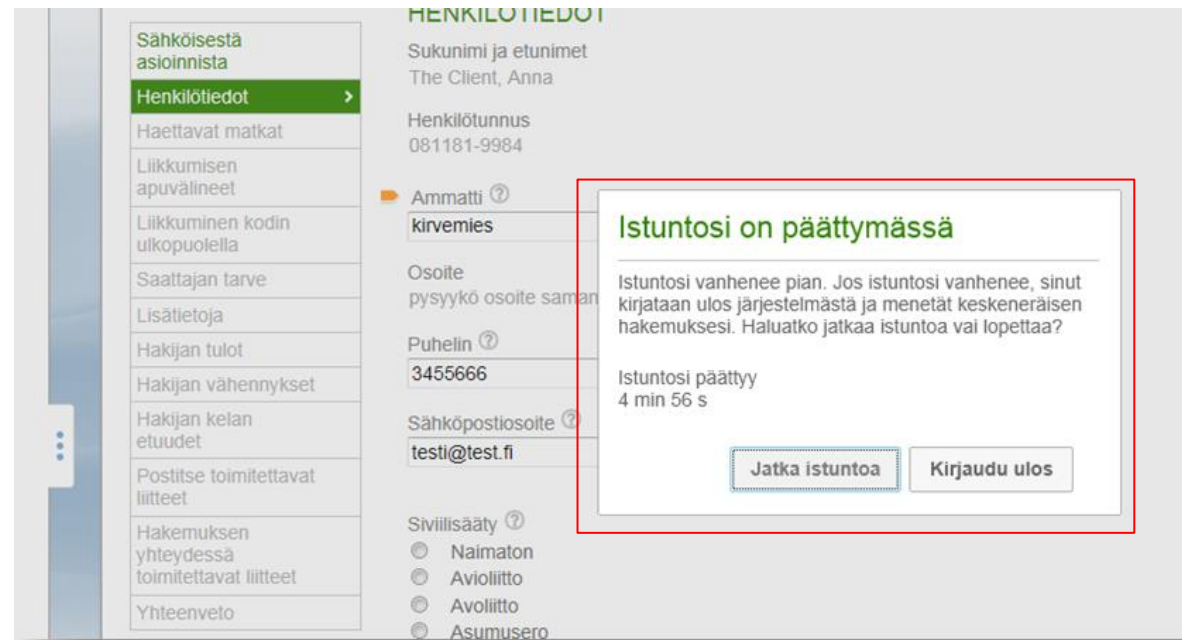 Sähköisestä
asioinnista
Henkilötiedot
Haettavat matkat
Liikkumisen
apuvälineet
Liikkuminen kodin
ulkopuolella
Saattajan tarve
Lisätietoja
Hakijan tulot
Hakijan vähennykset
Hakijan kelan
etuudet
Postitse toimitettavat
liitteet
Hakemuksen
yhteydessä
toimitettavat liitteet
Yhteenveto
HENKILÖTIEDOT
Sukunimi ja etunimet
The Client, Anna
Henkilötunnus
081181-9984
Ammatti
kirvemies
Osoite
pysyykö osoite saman
Puhelin
3455666
Sähköpostiosoite
testi@test.fi
Siviilisääty
Naimaton
Avioliitto
Avoliitto
Asumusero
Istuntosi on päättymässä
Istuntosi vanhenee pian. Jos istuntosi vanhenee, sinut
kirjataan ulos järjestelmästä ja menetät keskeneräisen
hakemuksesi. Haluatko jatkaa istuntoa vai lopettaa?
Istuntosi päättyy
4 min 56 s
Jatka istuntoa
Kirjaudu ulos